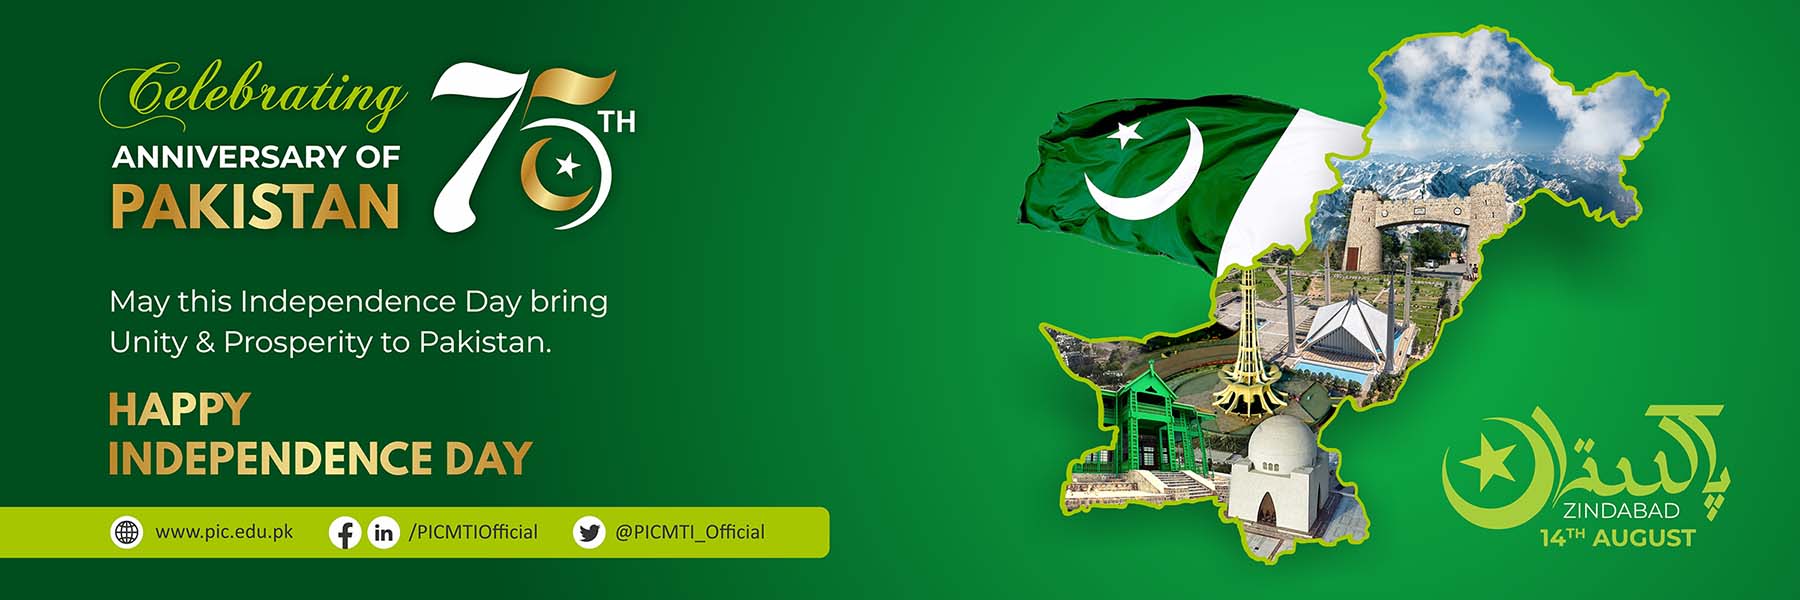 Celebrating
ANNIVERSARY OF
PAKISTAN
75TH
May this Independence Day bring
Unity & Prosperity to Pakistan.
HAPPY
INDEPENDENCE DAY
www.pic.edu.pk /PICMTIOfficial @PICMTI_Official
پاکستان
ZINDABAD
14TH AUGUST